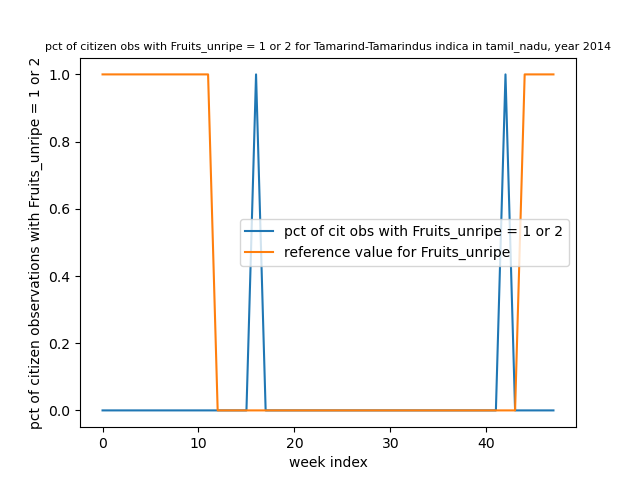 pct of citizen obs with Fruits_unripe = 1 or 2 for Tamarind-Tamarindus indica in tamil_nadu, year 2014
pct of citizen observations with Fruits_unripe = 1 or 2
1.0
0.8
0.6
0.4
0.2
0.0
pct of cit obs with Fruits_unripe = 1 or 2
reference value for Fruits_unripe
0 10 20 30 40
week index